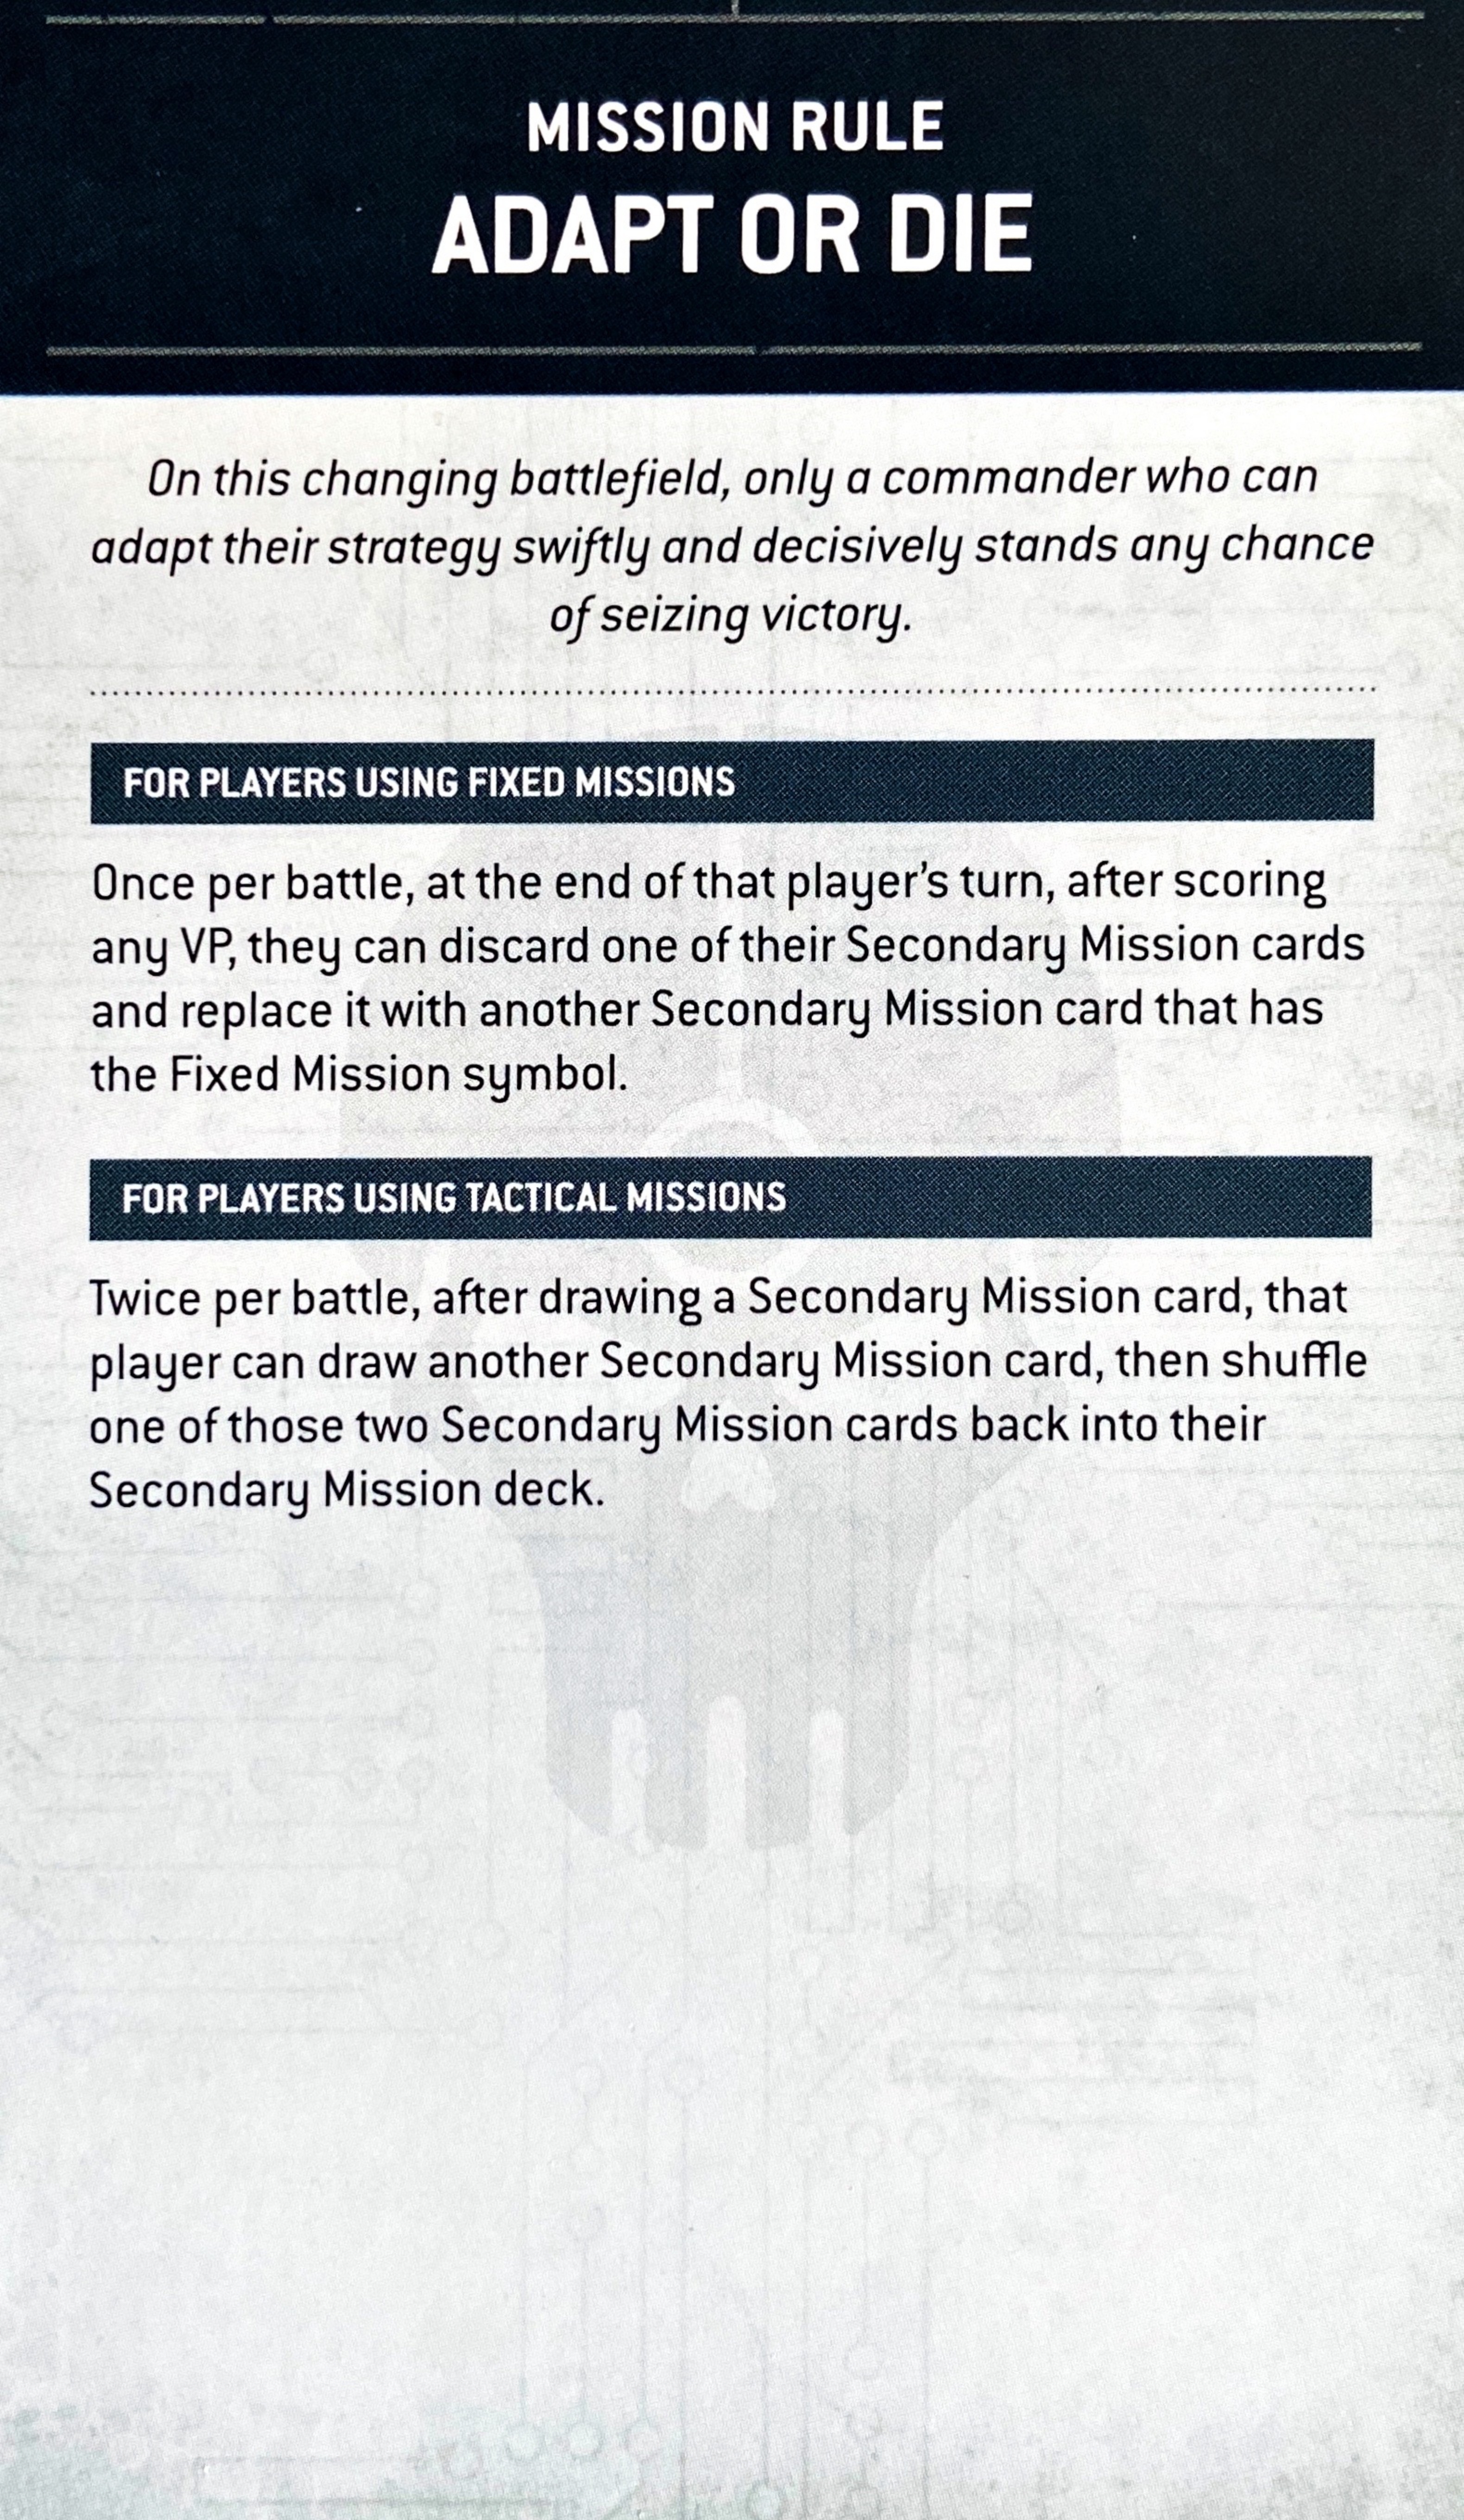 MISSION RULE
ADAPT OR DIE
On this changing battlefield, only a commander who can
adapt their strategy swiftly and decisively stands any chance
of seizing victory.
FOR PLAYERS USING FIXED MISSIONS
Once per battle, at the end of that player’s turn, after scoring
any VP, they can discard one of their Secondary Mission cards
and replace it with another Secondary Mission card that has
the Fixed Mission symbol.
FOR PLAYERS USING TACTICAL MISSIONS
Twice per battle, after drawing a Secondary Mission card, that
player can draw another Secondary Mission card, then shuffle
one of those two Secondary Mission cards back into their
Secondary Mission deck.